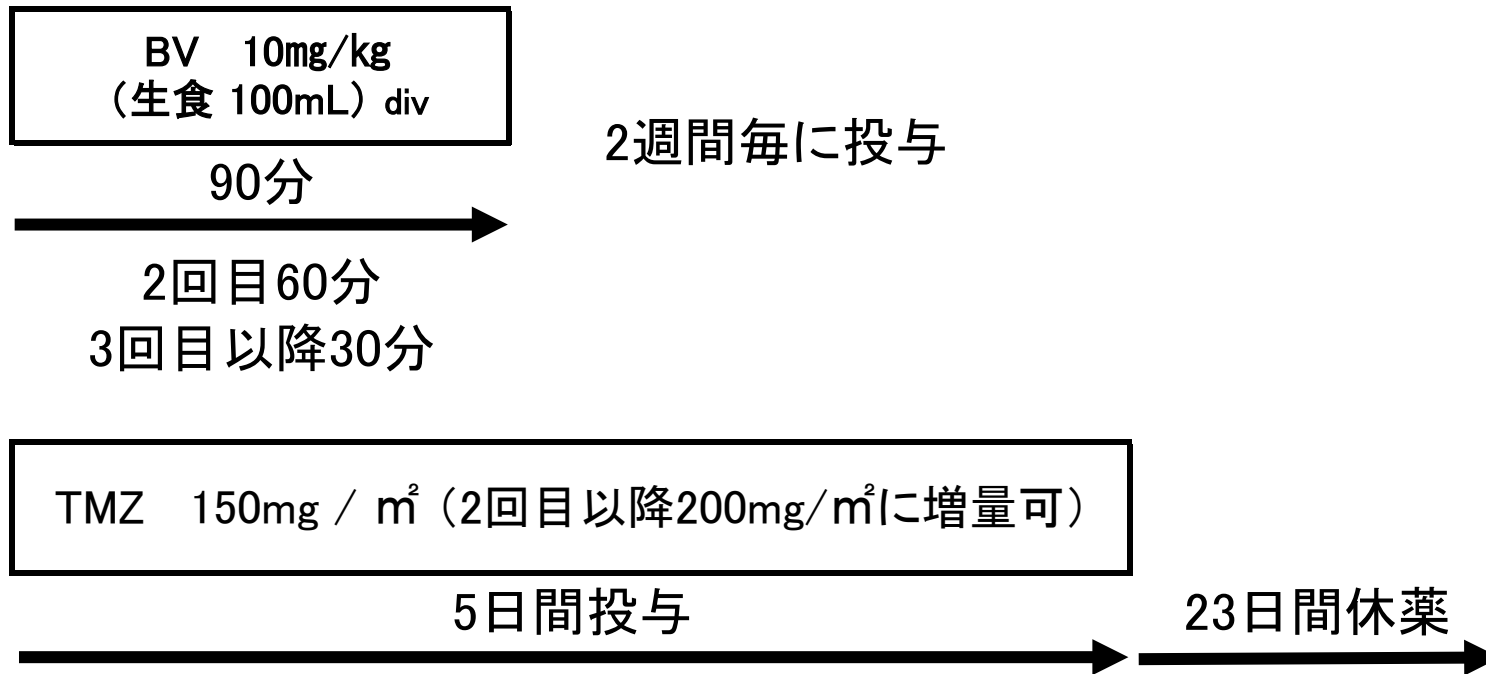 BV　10㎎/㎏
（生食 100mL）div
2週間毎に投与
90分
2回目60分
3回目以降30分
TMZ　150mg / ㎡（2回目以降200mg/㎡に増量可）
5日間投与
23日間休薬